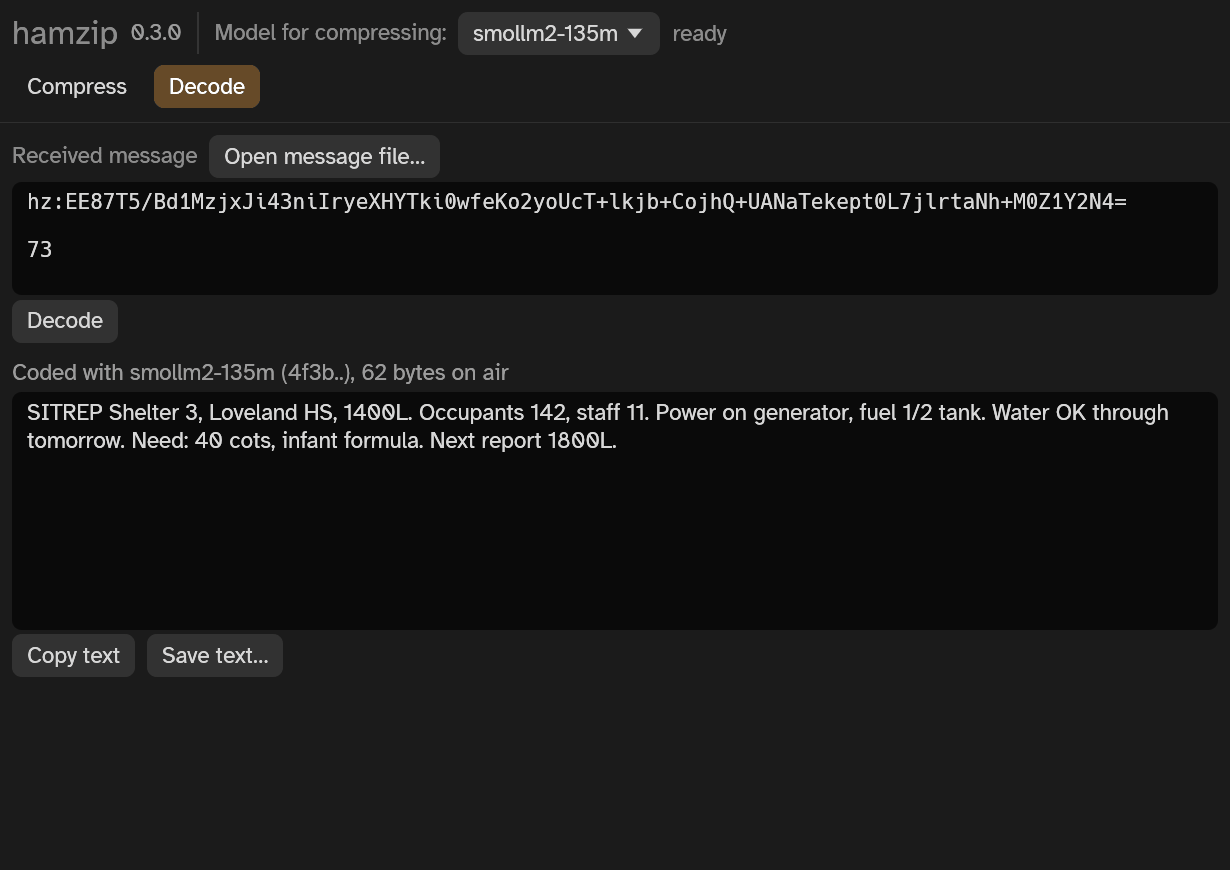 hamzip 0.3.0 Model for compressing: smollm2-135m ready
Compress Decode
Received message Open message file...
hz:EE87T5/Bd1MzjxJi43niIryeXHYTki0wfeKo2yoUcT+lkjb+CojhQ+UANaTekept0L7jlrtaNh+M0Z1Y2N4=
73
Decode
Coded with smollm2-135m (4f3b..), 62 bytes on air
SITREP Shelter 3, Loveland HS, 1400L. Occupants 142, staff 11. Power on generator, fuel 1/2 tank. Water OK through
tomorrow. Need: 40 cots, infant formula. Next report 1800L.
Copy text Save text...